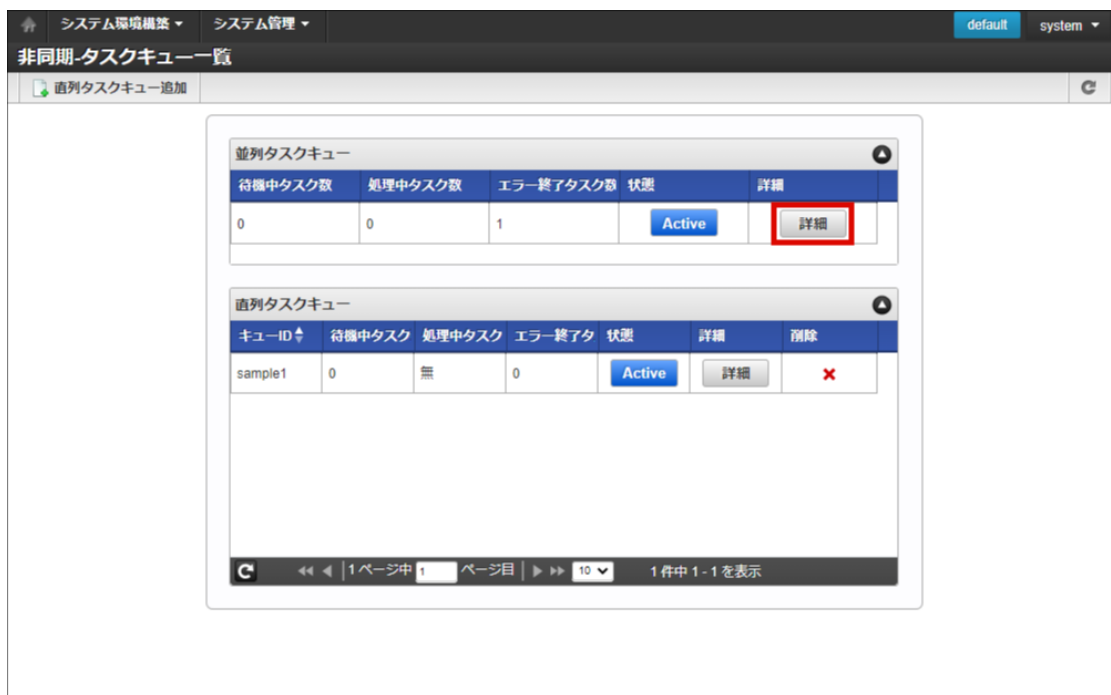 システム環境構築 ▼ システム管理 ▼ default system ▼
非同期-タスクキュー一覧
直列タスクキュー追加
並列タスクキュー
待機中タスク数 処理中タスク数 エラー終了タスク数 状態 詳細
0 0 1 Active 詳細
直列タスクキュー
キューID 待機中タスク 処理中タスク エラー終了タ 状態 詳細 削除
sample1 0 無 0 Active 詳細
1 ページ中 1 ページ目 10 1 件中 1 - 1 を表示